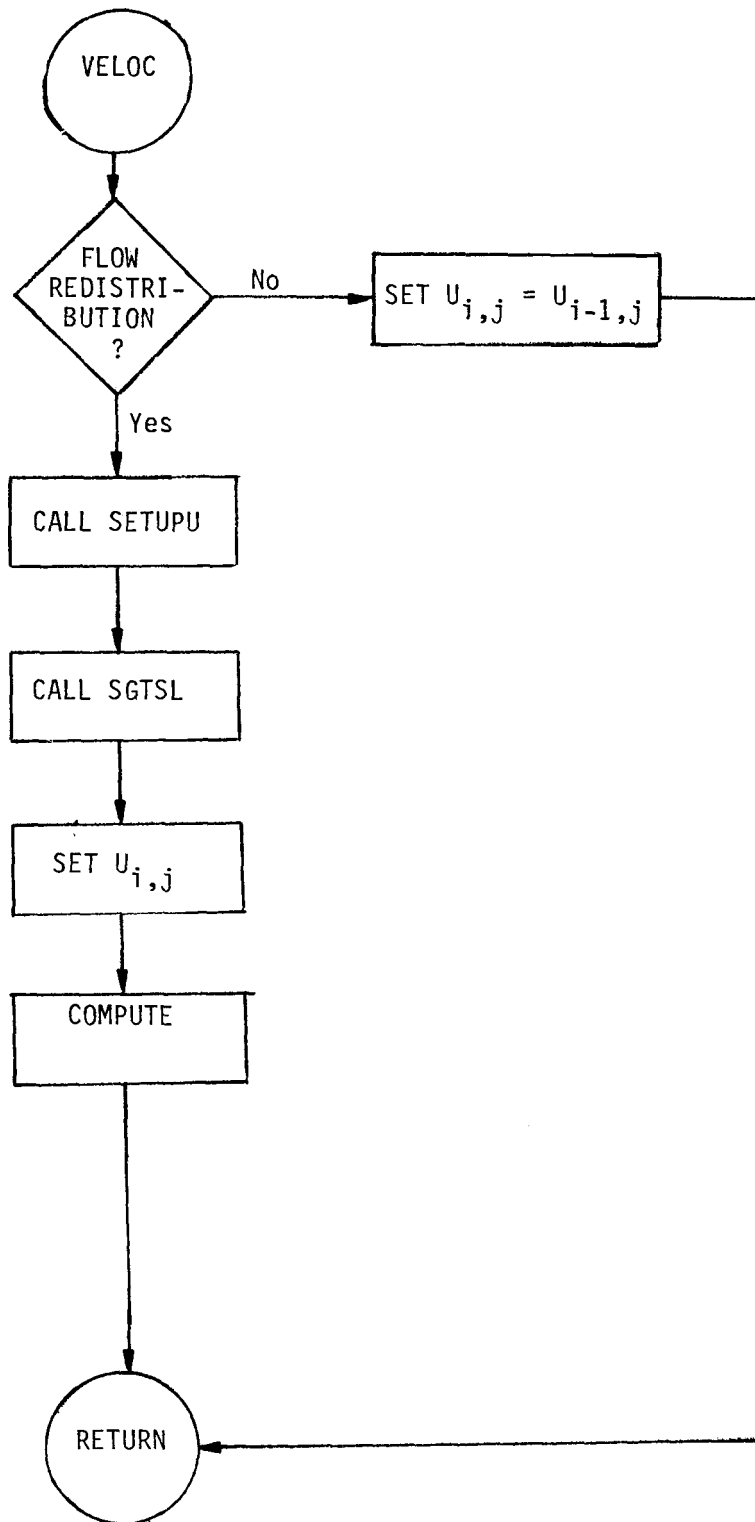 VELOC
FLOW
REDISTRI-
BUTION
?
No
SET U_{i,j} = U_{i-1,j}
Yes
CALL SETUPU
CALL SGTSL
SET U_{i,j}
COMPUTE
RETURN